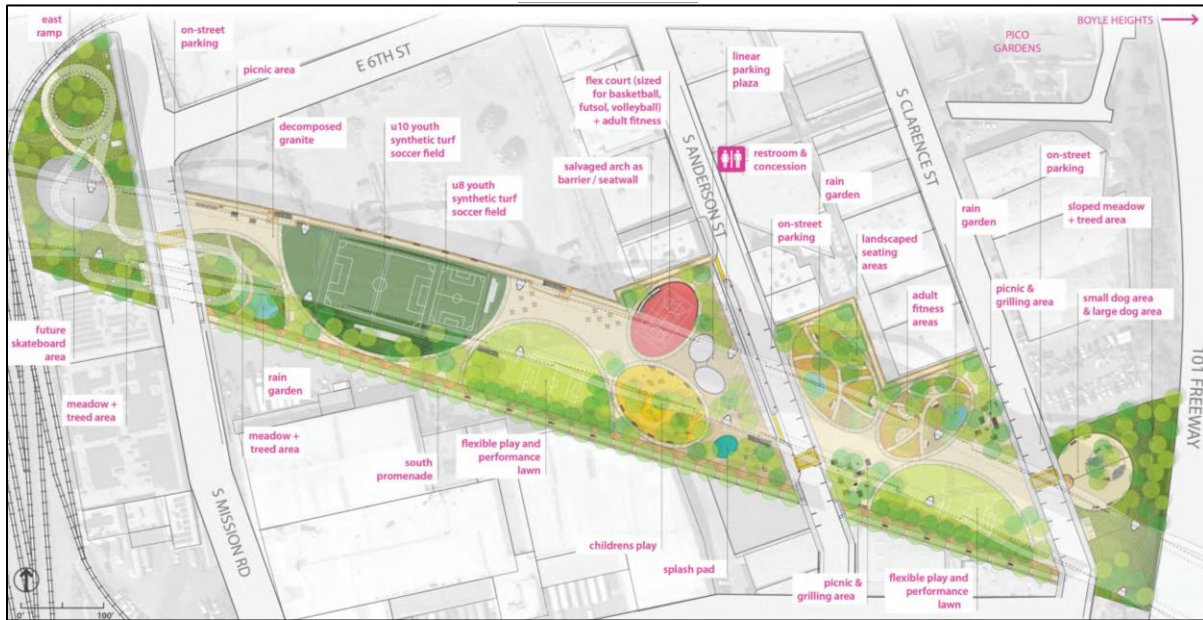 east
ramp
on-street
parking
picnic area
E 6TH ST
decomposed
granite
u10 youth
synthetic turf
soccer field
u8 youth
synthetic turf
soccer field
flex court (sized
for basketball,
futsol, volleyball)
+ adult fitness
salvaged arch as
barrier / seatwall
S ANDERSON ST
linear
parking
plaza
restroom &
concession
rain
garden
on-street
parking
landscaped
seating
areas
adult
fitness
areas
S CLARENCE ST
PICO
GARDENS
BOYLE HEIGHTS
on-street
parking
rain
garden
sloped meadow
+ treed area
picnic &
grilling area
small dog area
& large dog area
101 FREEWAY
future
skateboard
area
meadow +
treed area
S MISSION RD
rain
garden
meadow +
treed area
south
promenade
flexible play and
performance
lawn
childrens play
splash pad
picnic &
grilling area
flexible play and
performance
lawn
0' 100'